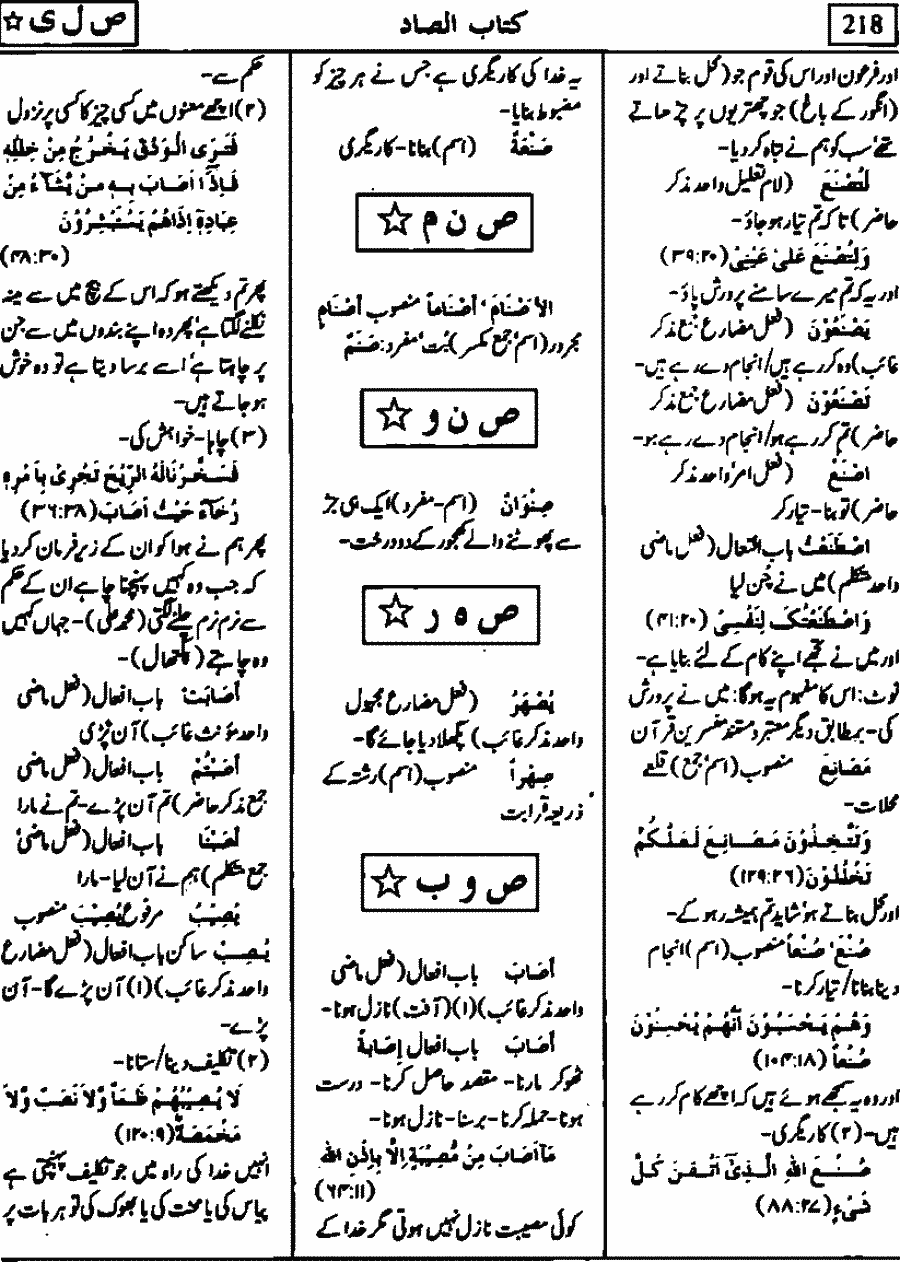 218
کتاب الصاد
ص ل ی ☆
اور فرعون اور اس کی قوم جو (محل بناتے اور
(انگور کے باغ) جو چھتریوں پر چڑھاتے
تھے سب کو ہم نے تباہ کر دیا-
لِتُصْنَعَ (لام تعلیل واحد مذکر
حاضر) تا کہ تم تیار ہو جاؤ-
وَلِتُصْنَعَ عَلیٰ عَیْنِیْ (۳۹:۲۰)
اور یہ کہ تم میرے سامنے پرورش پاؤ-
یَصْنَعُوْنَ (فعل مضارع جمع مذکر
غائب) وہ کر رہے ہیں/انجام دے رہے ہیں-
تَصْنَعُوْنَ (فعل مضارع جمع مذکر
حاضر) تم کر رہے ہو/انجام دے رہے ہو-
اصْنَعْ (فعل امر واحد مذکر
حاضر) تو بنا-تیار کر
اصْطَنَعْتُ باب افتعال (فعل ماضی
واحد متکلم) میں نے چُن لیا
وَاصْطَنَعْتُکَ لِنَفْسِیْ (۴۱:۲۰)
اور میں نے تجھے اپنے کام کے لئے بنایا ہے-
نوٹ: اس کا مفہوم یہ ہوگا: میں نے پرورش
کی-بمطابق دیگر معتبر و مستند مفسرین قرآن
مَصَانِعَ منصوب (اسم جمع) قلعے
محلات-
وَتَتَّخِذُوْنَ مَصَانِعَ لَعَلَّکُمْ
تَخْلُدُوْنَ (۱۲۹:۲۶)
اور محل بناتے ہو شاید تم ہمیشہ رہو گے-
صُنْعَ' صُنْعاً منصوب (اسم) انجام
دینا بنانا/تیار کرنا-
وَهُمْ یَحْسَبُوْنَ اَنَّهُمْ یُحْسِنُوْنَ
صُنْعاً (۱۰۴:۱۸)
اور وہ یہ سمجھے ہوئے ہیں کہ اچھے کام کر رہے
ہیں-(۲) کاریگری-
صُنْعَ اللهِ الَّذِیْٓ اَتْقَنَ کُلَّ
شَیْءٍ (۸۸:۲۷)
یہ خدا کی کاریگری ہے جس نے ہر چیز کو
مضبوط بنایا-
صَنْعَةً (اسم) بنانا-کاریگری
ص ن م ☆
الاَصْنَامَ' اَصْنَاماً منصوب اَصْنَامٍ
مجرور (اسم' جمع مکسر) بُت' مفرد: صَنَمٌ
ص ن و ☆
صِنْوَانٌ (اسم-مفرد) ایک ہی جڑ
سے پھوٹنے والے کھجور کے دو درخت-
ص ہ ر ☆
یُصْهَرُ (فعل مضارع مجہول
واحد مذکر غائب) پگھلا دیا جائے گا-
صِهْراً منصوب (اسم) رشتہ کے
ذریعہ قرابت
ص و ب ☆
اَصَابَ باب افعال (فعل ماضی
واحد مذکر غائب) (۱) (آفت) نازل ہونا-
اَصَابَ باب افعال اِصَابَةً
ٹھوکر مارنا- مقصد حاصل کرنا- درست
ہونا-حملہ کرنا-برسنا-نازل ہونا-
مَآ اَصَابَ مِنْ مُّصِیْبَةٍ اِلاَّ بِاِذْنِ اللهِ
(۶۴:۱۱)
کوئی مصیبت نازل نہیں ہوتی مگر خدا کے
حکم سے-
(۲) اچھے معنوں میں کسی چیز کا کسی پر نزول
فَتَرَی الْوَدْقَ یَخْرُجُ مِنْ خِلٰلِهٖ
فَاِذَآ اَصَابَ بِهٖ مَنْ یَّشَآءُ مِنْ
عِبَادِهٖٓ اِذَاهُمْ یَسْتَبْشِرُوْنَ
(۴۸:۳۰)
پھر تم دیکھتے ہو کہ اس کے بیچ میں سے مینہ
نکلنے لگتا ہے' پھر وہ اپنے بندوں میں سے جن
پر چاہتا ہے' اُسے برسا دیتا ہے تو وہ خوش
ہو جاتے ہیں-
(۳) چاہا-خواہش کی-
فَسَخَّرْنَا لَهُ الرِّیْحَ تَجْرِیْ بِاَمْرِهٖ
رُخَآءً حَیْثُ اَصَابَ (۳۶:۳۸)
پھر ہم نے ہوا کو ان کے زیرِ فرمان کر دیا
کہ جب وہ کہیں پہنچنا چاہے ان کے حکم
سے نرم نرم چلنے لگتی (محمد علی)-جہاں کہیں
وہ چاہے (پکتھال)-
اَصَابَتْ باب افعال (فعل ماضی
واحد مؤنث غائب) آن پڑی
اَصَبْتُمْ باب افعال (فعل ماضی
جمع مذکر حاضر) تم آن پڑے-تم نے مارا
اَصَبْنَا باب افعال (فعل ماضی'
جمع متکلم) ہم نے آن لیا-مارا
یُصِیْبُ مرفوع یُصِیْبَ منصوب
یُصِبْ ساکن باب افعال (فعل مضارع
واحد مذکر غائب) (۱) آن پڑے گا-آن
پڑے-
(۲) تکلیف دینا/ستانا-
لَا یُصِیْبُهُمْ ظَمَأٌ وَّلَا نَصَبٌ وَّلَا
مَخْمَصَةٌ (۱۲۰:۹)
انہیں خدا کی راہ میں جو تکلیف پہنچتی ہے
پیاس کی یا محنت کی یا بھوک کی تو ہر بات پر